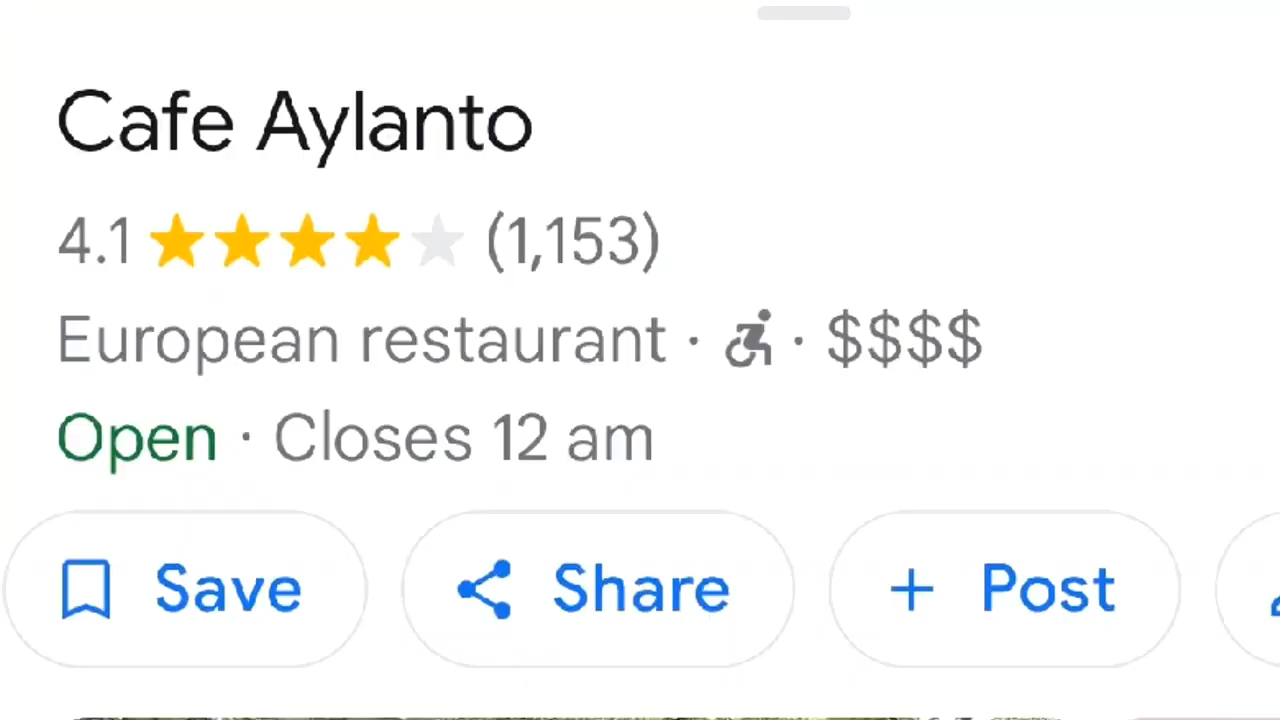 Cafe Aylanto
4.1 (1,153)
European restaurant · · $$$$
Open · Closes 12 am
Save Share Post